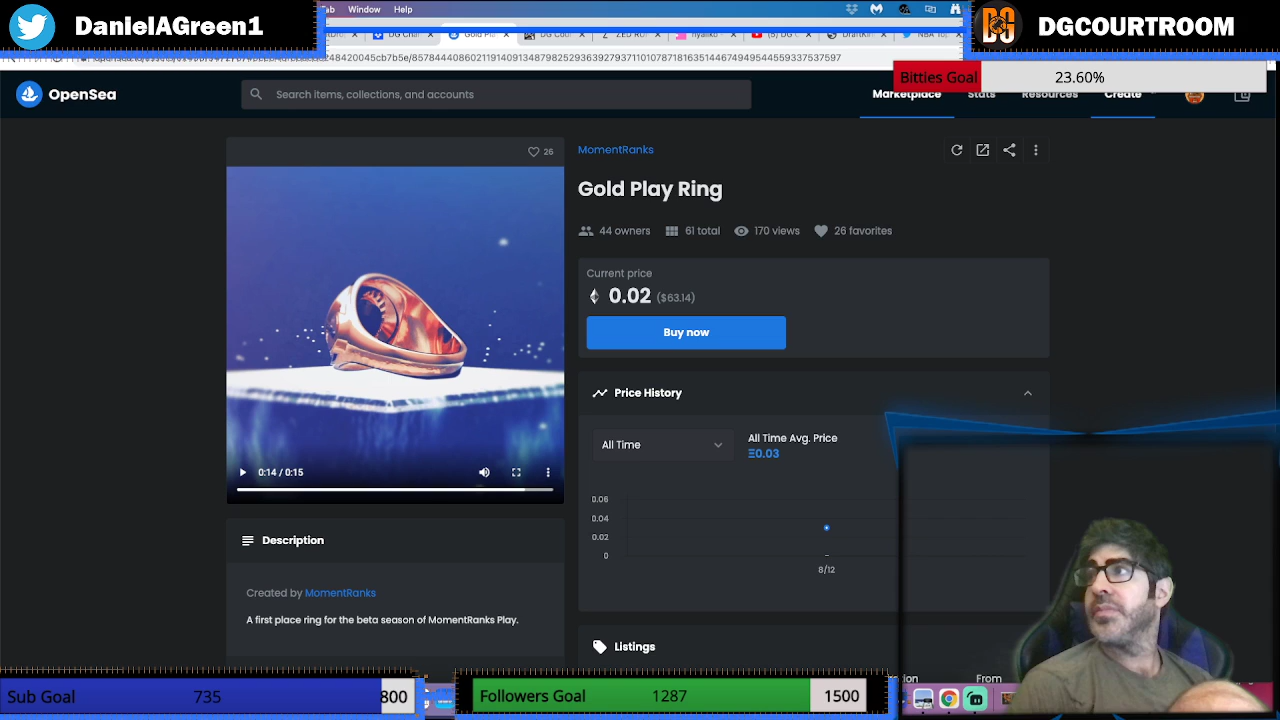 DanielAGreen1
Window Help
DGCOURTROOM
Bitties Goal 23.60%
OpenSea
Search items, collections, and accounts
Marketplace Stats Resources Create
26
MomentRanks
Gold Play Ring
44 owners 61 total 170 views 26 favorites
Current price
0.02 ($63.14)
Buy now
Price History
All Time
All Time Avg. Price
Ξ0.03
0.06
0.04
0.02
0
8/12
0:14 / 0:15
Description
Created by MomentRanks
A first place ring for the beta season of MomentRanks Play.
Listings
From
Sub Goal 735 800
Followers Goal 1287 1500